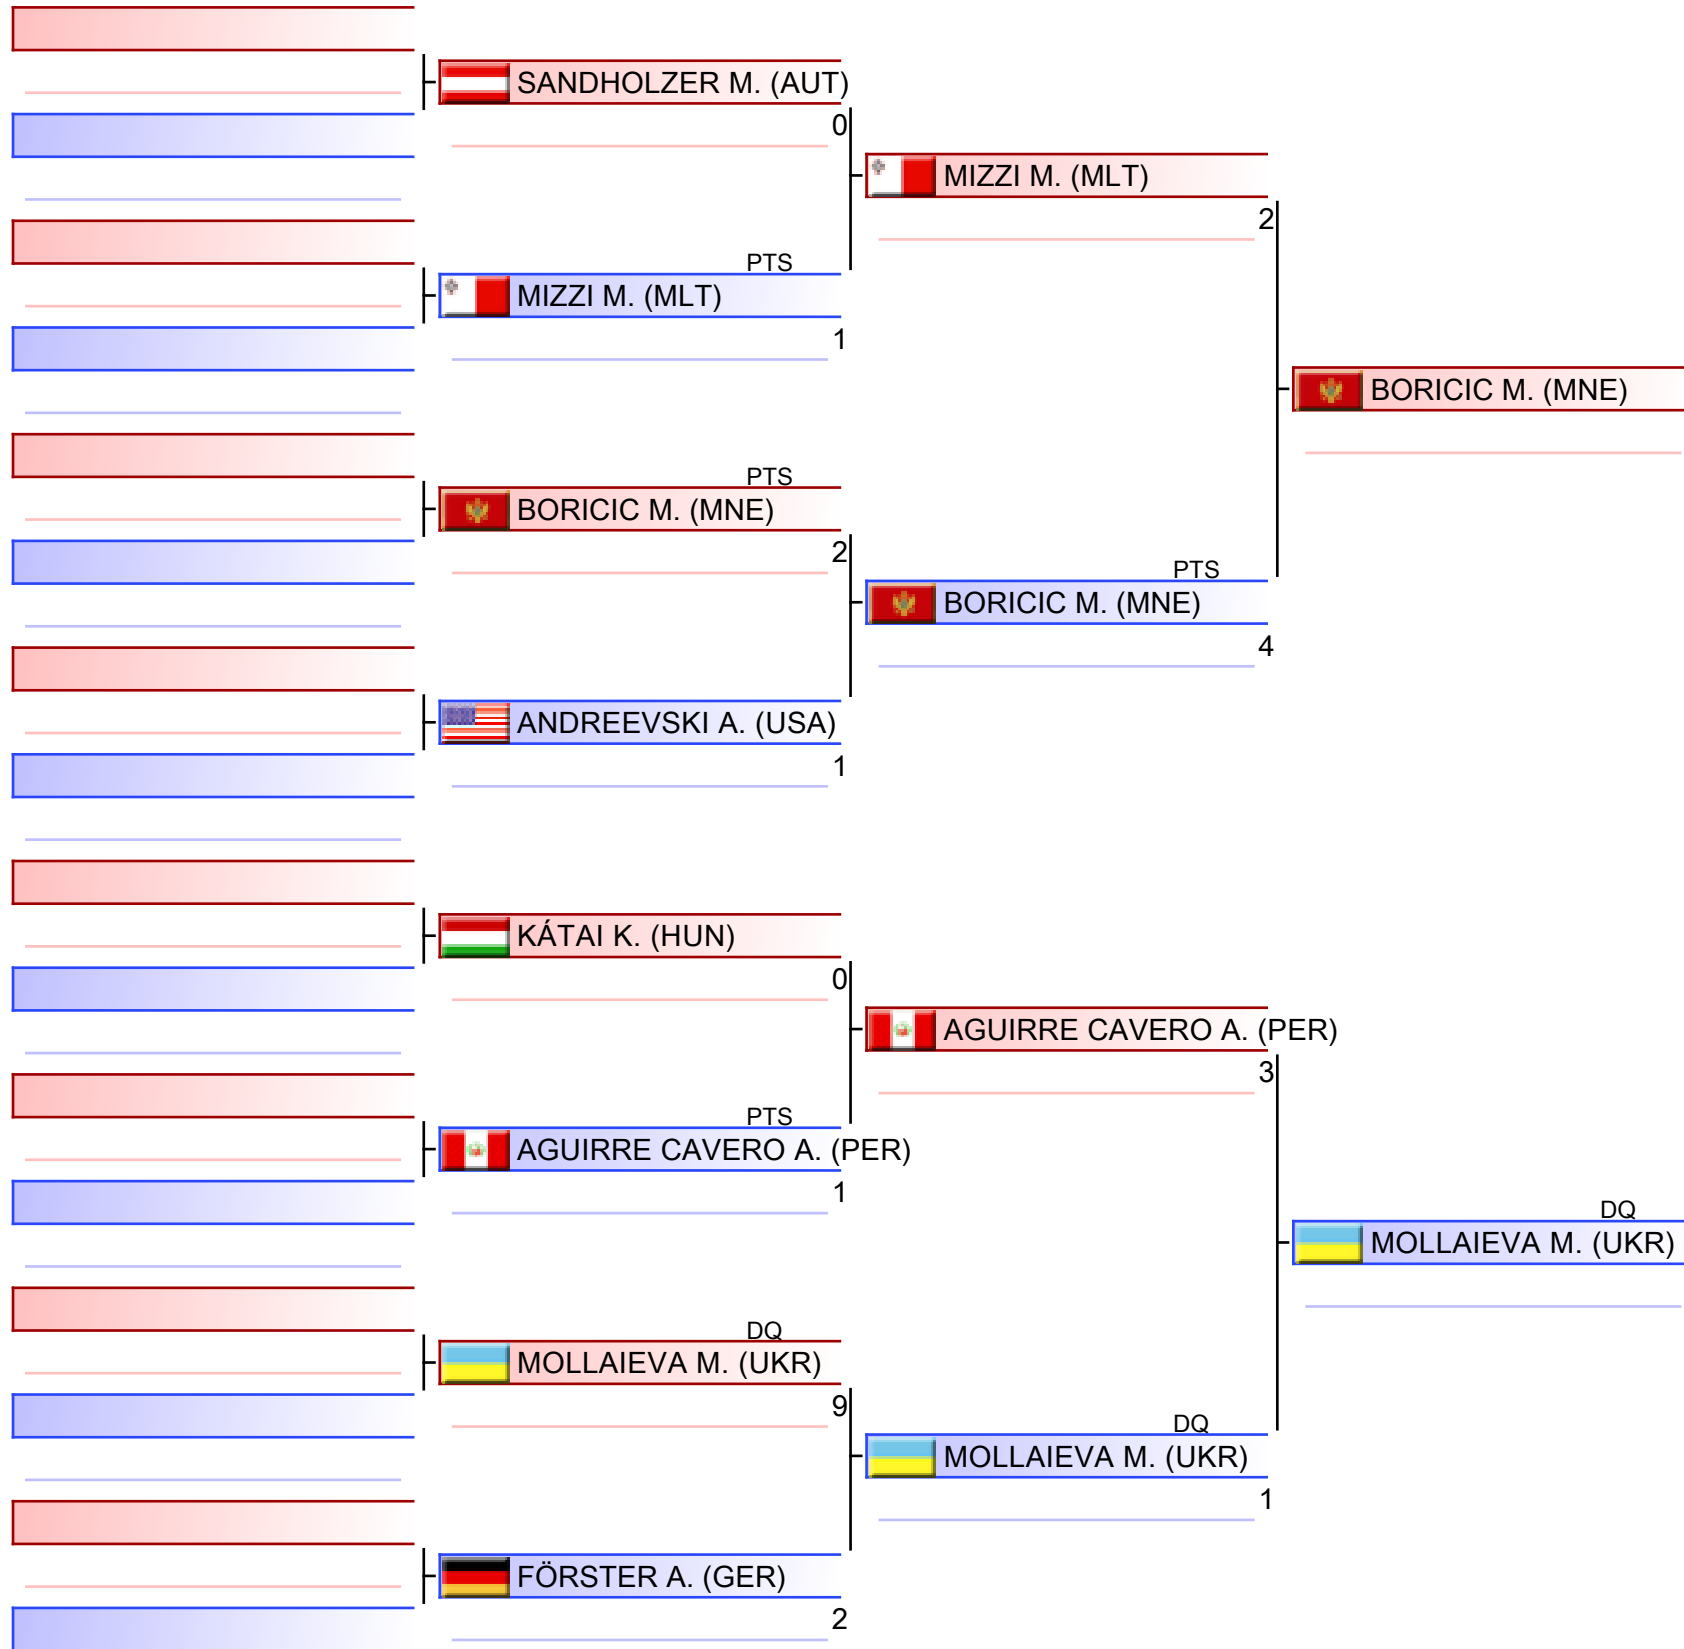 SANDHOLZER M. (AUT)
0
MIZZI M. (MLT)
2
PTS
MIZZI M. (MLT)
1
BORICIC M. (MNE)
PTS
BORICIC M. (MNE)
2
PTS
BORICIC M. (MNE)
4
ANDREEVSKI A. (USA)
1
KÁTAI K. (HUN)
0
AGUIRRE CAVERO A. (PER)
3
PTS
AGUIRRE CAVERO A. (PER)
1
DQ
MOLLAIEVA M. (UKR)
DQ
MOLLAIEVA M. (UKR)
9
DQ
MOLLAIEVA M. (UKR)
1
FÖRSTER A. (GER)
2